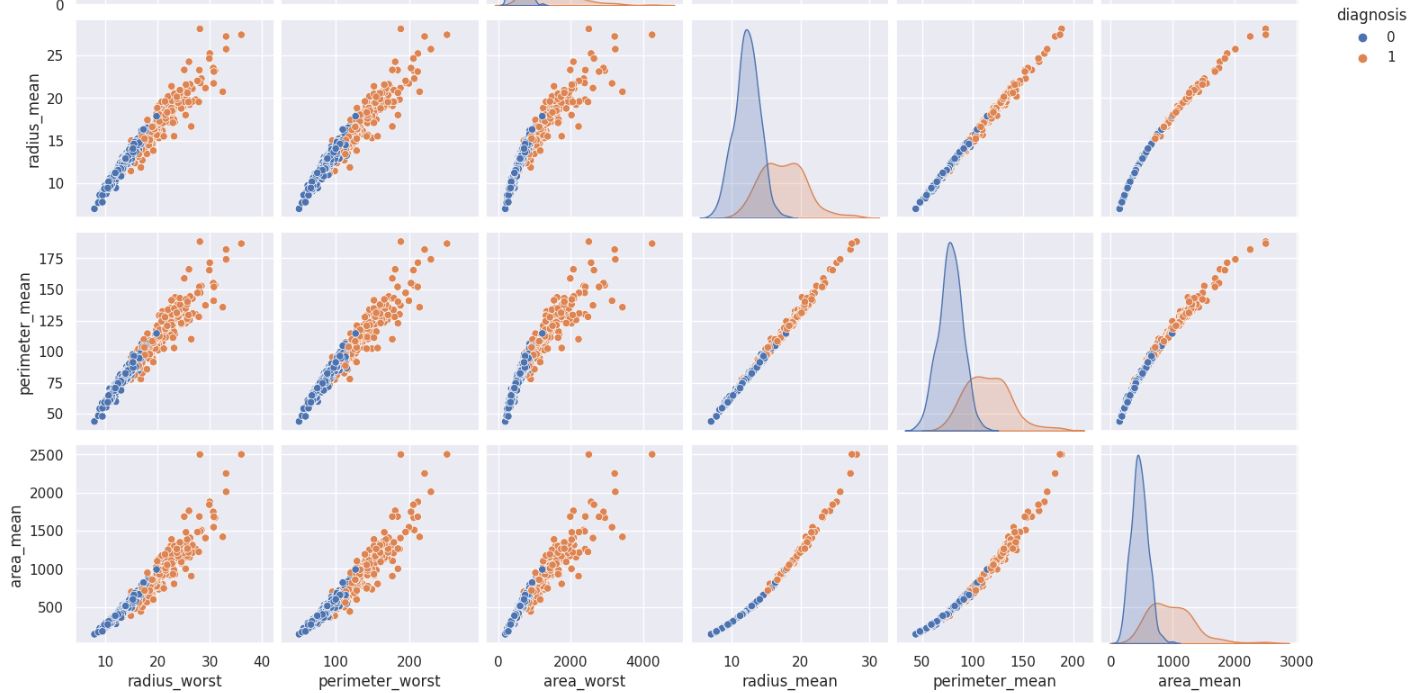 0
diagnosis
0
1
radius_mean
25
20
15
10
perimeter_mean
175
150
125
100
75
50
area_mean
2500
2000
1500
1000
500
10 20 30 40
100 200
0 2000 4000
10 20 30
50 100 150 200
0 1000 2000 3000
radius_worst perimeter_worst area_worst radius_mean perimeter_mean area_mean